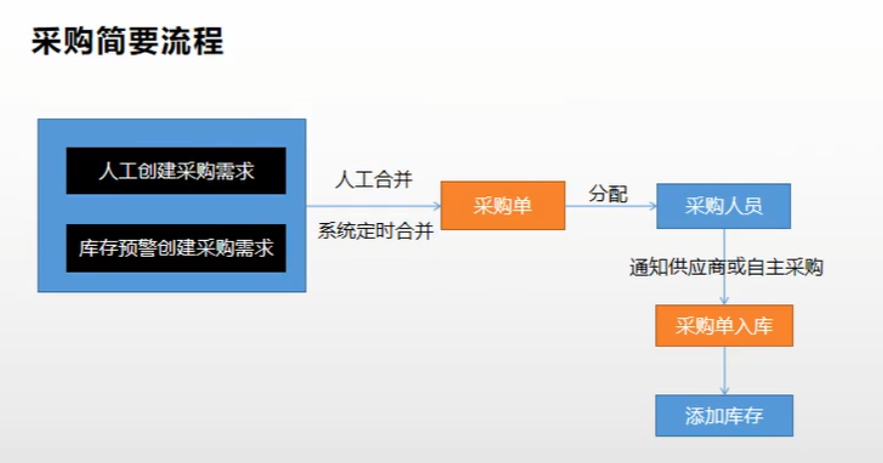 采购简要流程
人工创建采购需求
库存预警创建采购需求
人工合并
系统定时合并
采购单
分配
采购人员
通知供应商或自主采购
采购单入库
添加库存